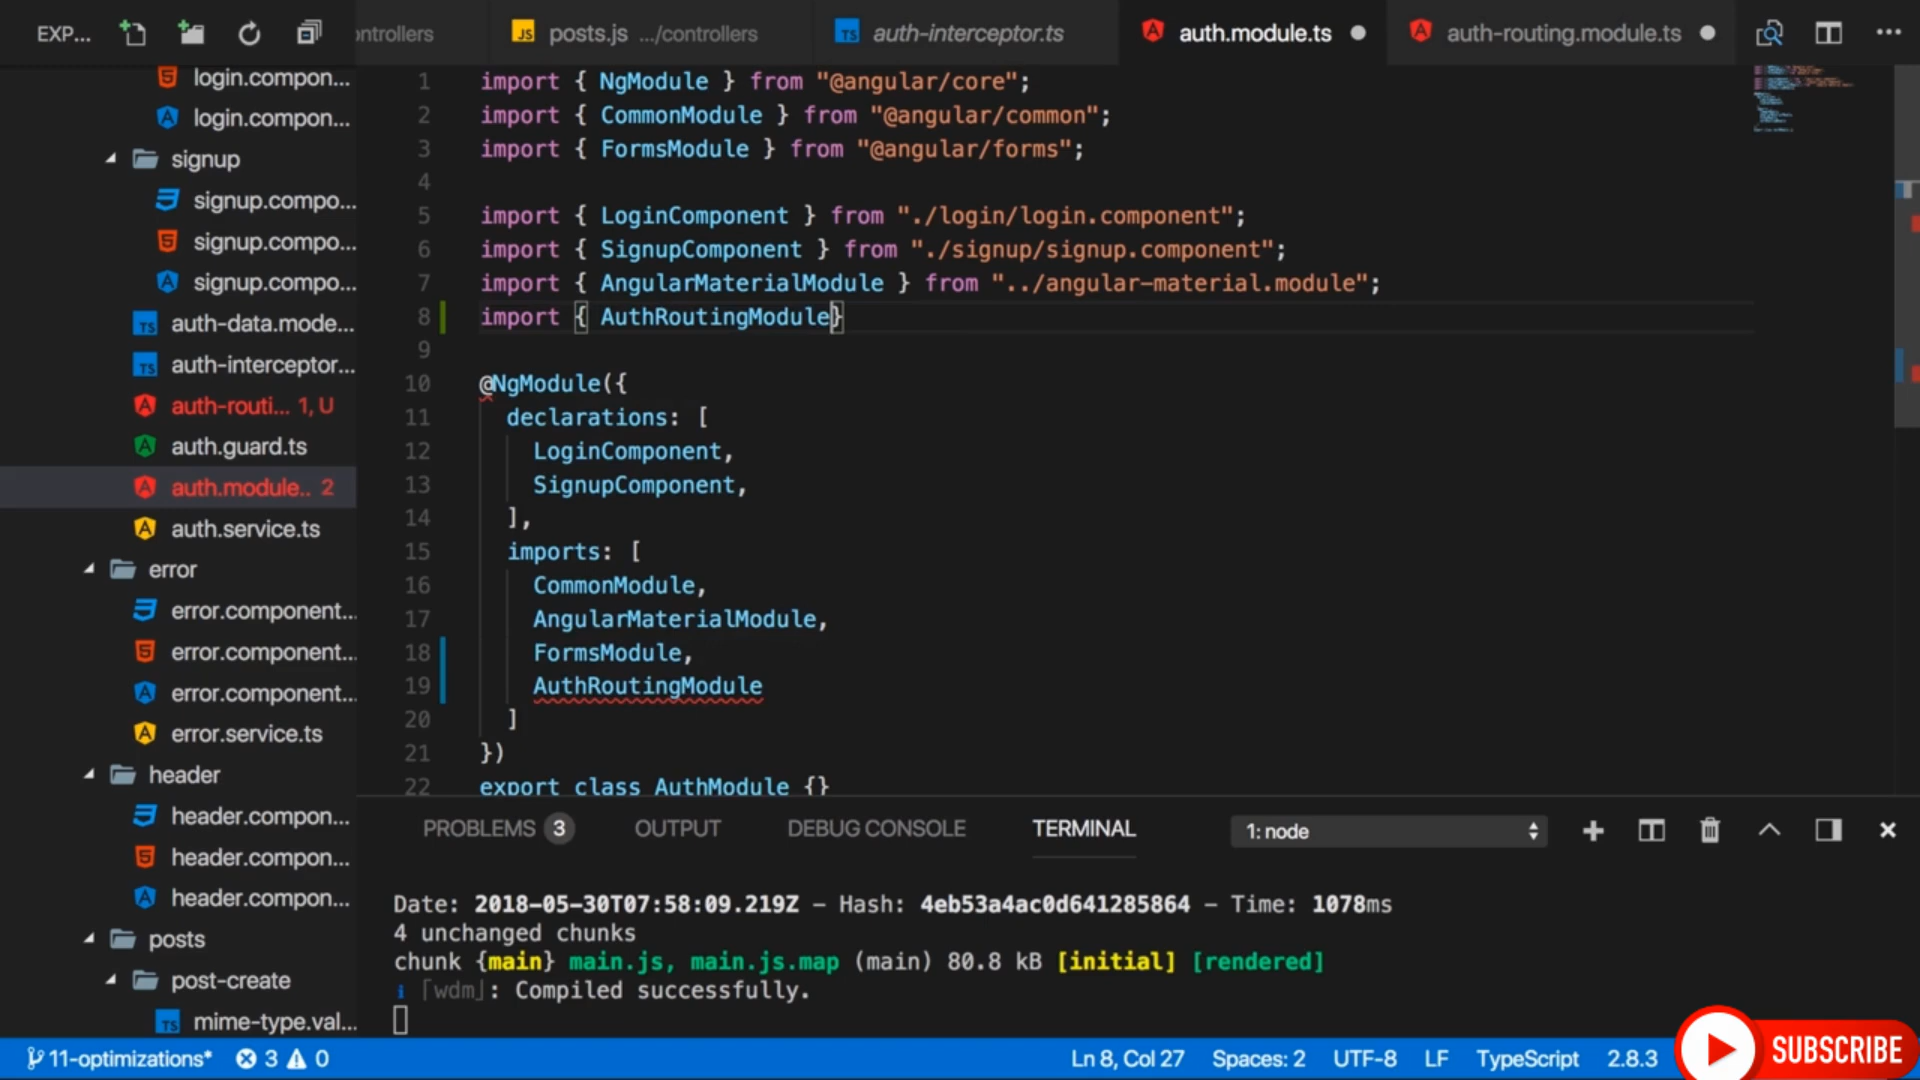 EXP...
ontrollers
posts.js .../controllers
auth-interceptor.ts
auth.module.ts
auth-routing.module.ts
login.compon...
login.compon...
signup
signup.compo...
signup.compo...
signup.compo...
auth-data.mode...
auth-interceptor...
auth-routi... 1, U
auth.guard.ts
auth.module.. 2
auth.service.ts
error
error.component...
error.component...
error.component...
error.service.ts
header
header.compon...
header.compon...
header.compon...
posts
post-create
mime-type.val...
1 import { NgModule } from "@angular/core";
2 import { CommonModule } from "@angular/common";
3 import { FormsModule } from "@angular/forms";
4
5 import { LoginComponent } from "./login/login.component";
6 import { SignupComponent } from "./signup/signup.component";
7 import { AngularMaterialModule } from "../angular-material.module";
8 import { AuthRoutingModule}
9
10 @NgModule({
11 declarations: [
12 LoginComponent,
13 SignupComponent,
14 ],
15 imports: [
16 CommonModule,
17 AngularMaterialModule,
18 FormsModule,
19 AuthRoutingModule
20 ]
21 })
22 export class AuthModule {}
PROBLEMS 3 OUTPUT DEBUG CONSOLE TERMINAL 1: node
Date: 2018-05-30T07:58:09.219Z - Hash: 4eb53a4ac0d641285864 - Time: 1078ms
4 unchanged chunks
chunk {main} main.js, main.js.map (main) 80.8 kB [initial] [rendered]
i ｢wdm｣: Compiled successfully.
11-optimizations* 3 0 Ln 8, Col 27 Spaces: 2 UTF-8 LF TypeScript 2.8.3
SUBSCRIBE